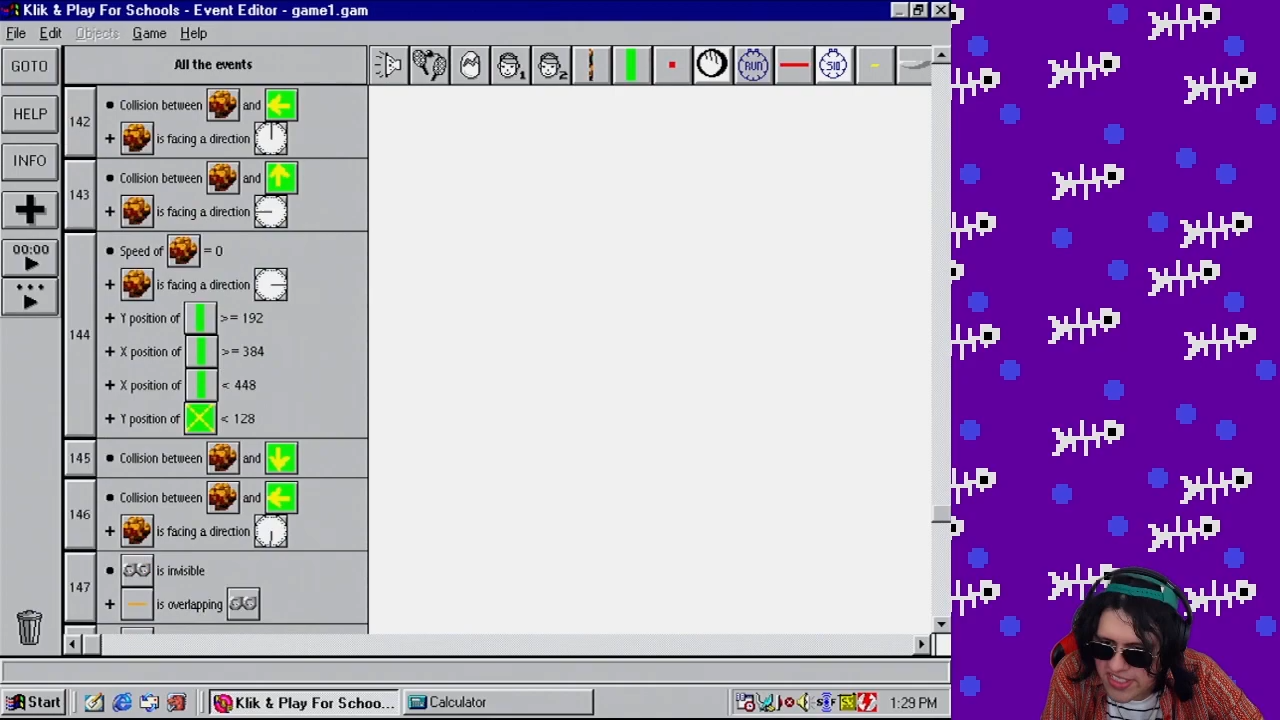 Klik & Play For Schools - Event Editor - game1.gam
File Edit Objects Game Help
GOTO
All the events
1
2
RUN
HELP
142
Collision between and
+ is facing a direction
INFO
143
Collision between and
+ is facing a direction
00:00
144
Speed of = 0
+ is facing a direction
+ Y position of >= 192
+ X position of >= 384
+ X position of < 448
+ Y position of < 128
145
Collision between and
146
Collision between and
+ is facing a direction
147
is invisible
+ is overlapping
Start
Klik & Play For Schoo...
Calculator
1:29 PM